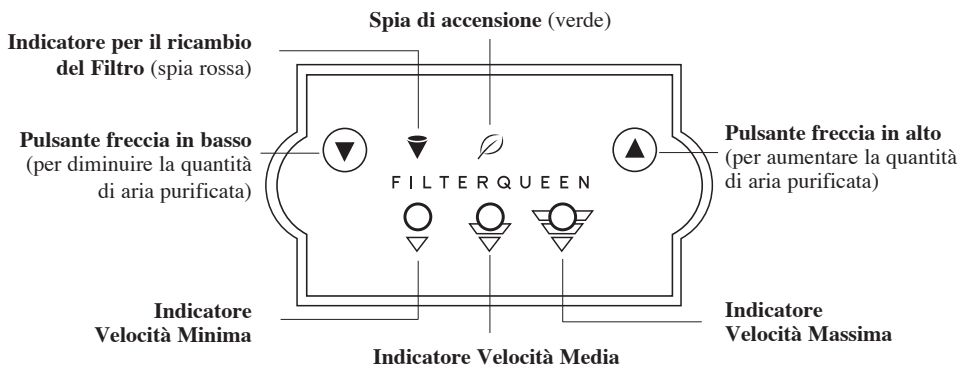 Spia di accensione (verde)
Indicatore per il ricambio
del Filtro (spia rossa)
Pulsante freccia in basso
(per diminuire la quantità
di aria purificata)
Pulsante freccia in alto
(per aumentare la quantità
di aria purificata)
FILTERQUEEN
Indicatore
Velocità Minima
Indicatore Velocità Media
Indicatore
Velocità Massima